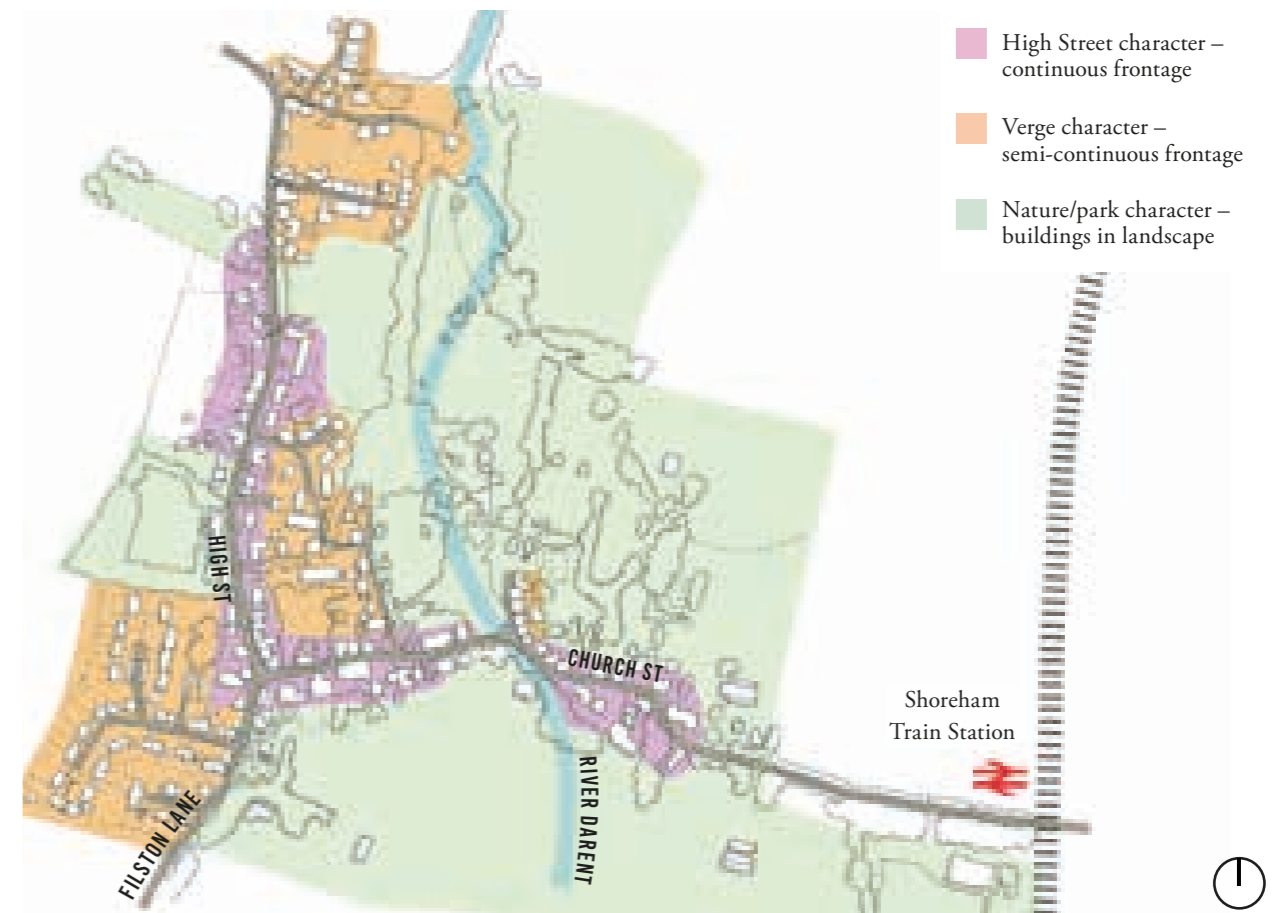 High Street character –
continuous frontage
Verge character –
semi-continuous frontage
Nature/park character –
buildings in landscape
HIGH ST
CHURCH ST
Shoreham
Train Station
RIVER DARENT
FILSTON LANE